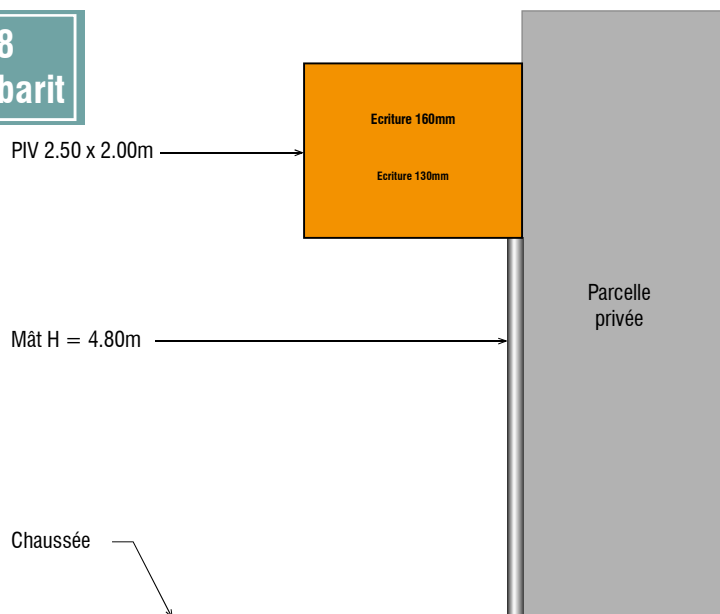 8
barit
Ecriture 160mm
PIV 2.50 x 2.00m
Ecriture 130mm
Parcelle
privée
Mât H = 4.80m
Chaussée